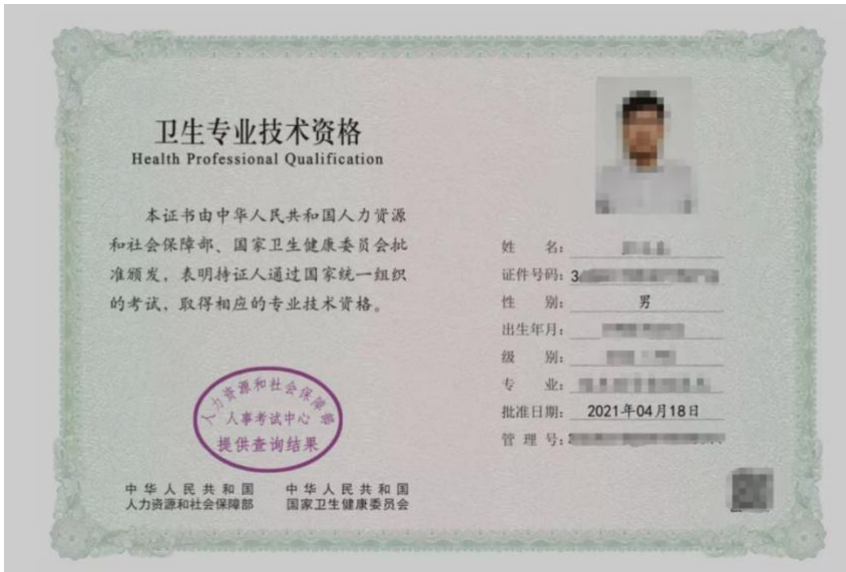 卫生专业技术资格
Health Professional Qualification
本证书由中华人民共和国人力资源
和社会保障部、国家卫生健康委员会批
准颁发，表明持证人通过国家统一组织
的考试，取得相应的专业技术资格。
人力资源和社会保障部
人事考试中心
提供查询结果
中华人民共和国 中华人民共和国
人力资源和社会保障部 国家卫生健康委员会
姓 名：
证件号码：3
性 别： 男
出生年月：
级 别：
专 业：
批准日期： 2021年04月18日
管 理 号：